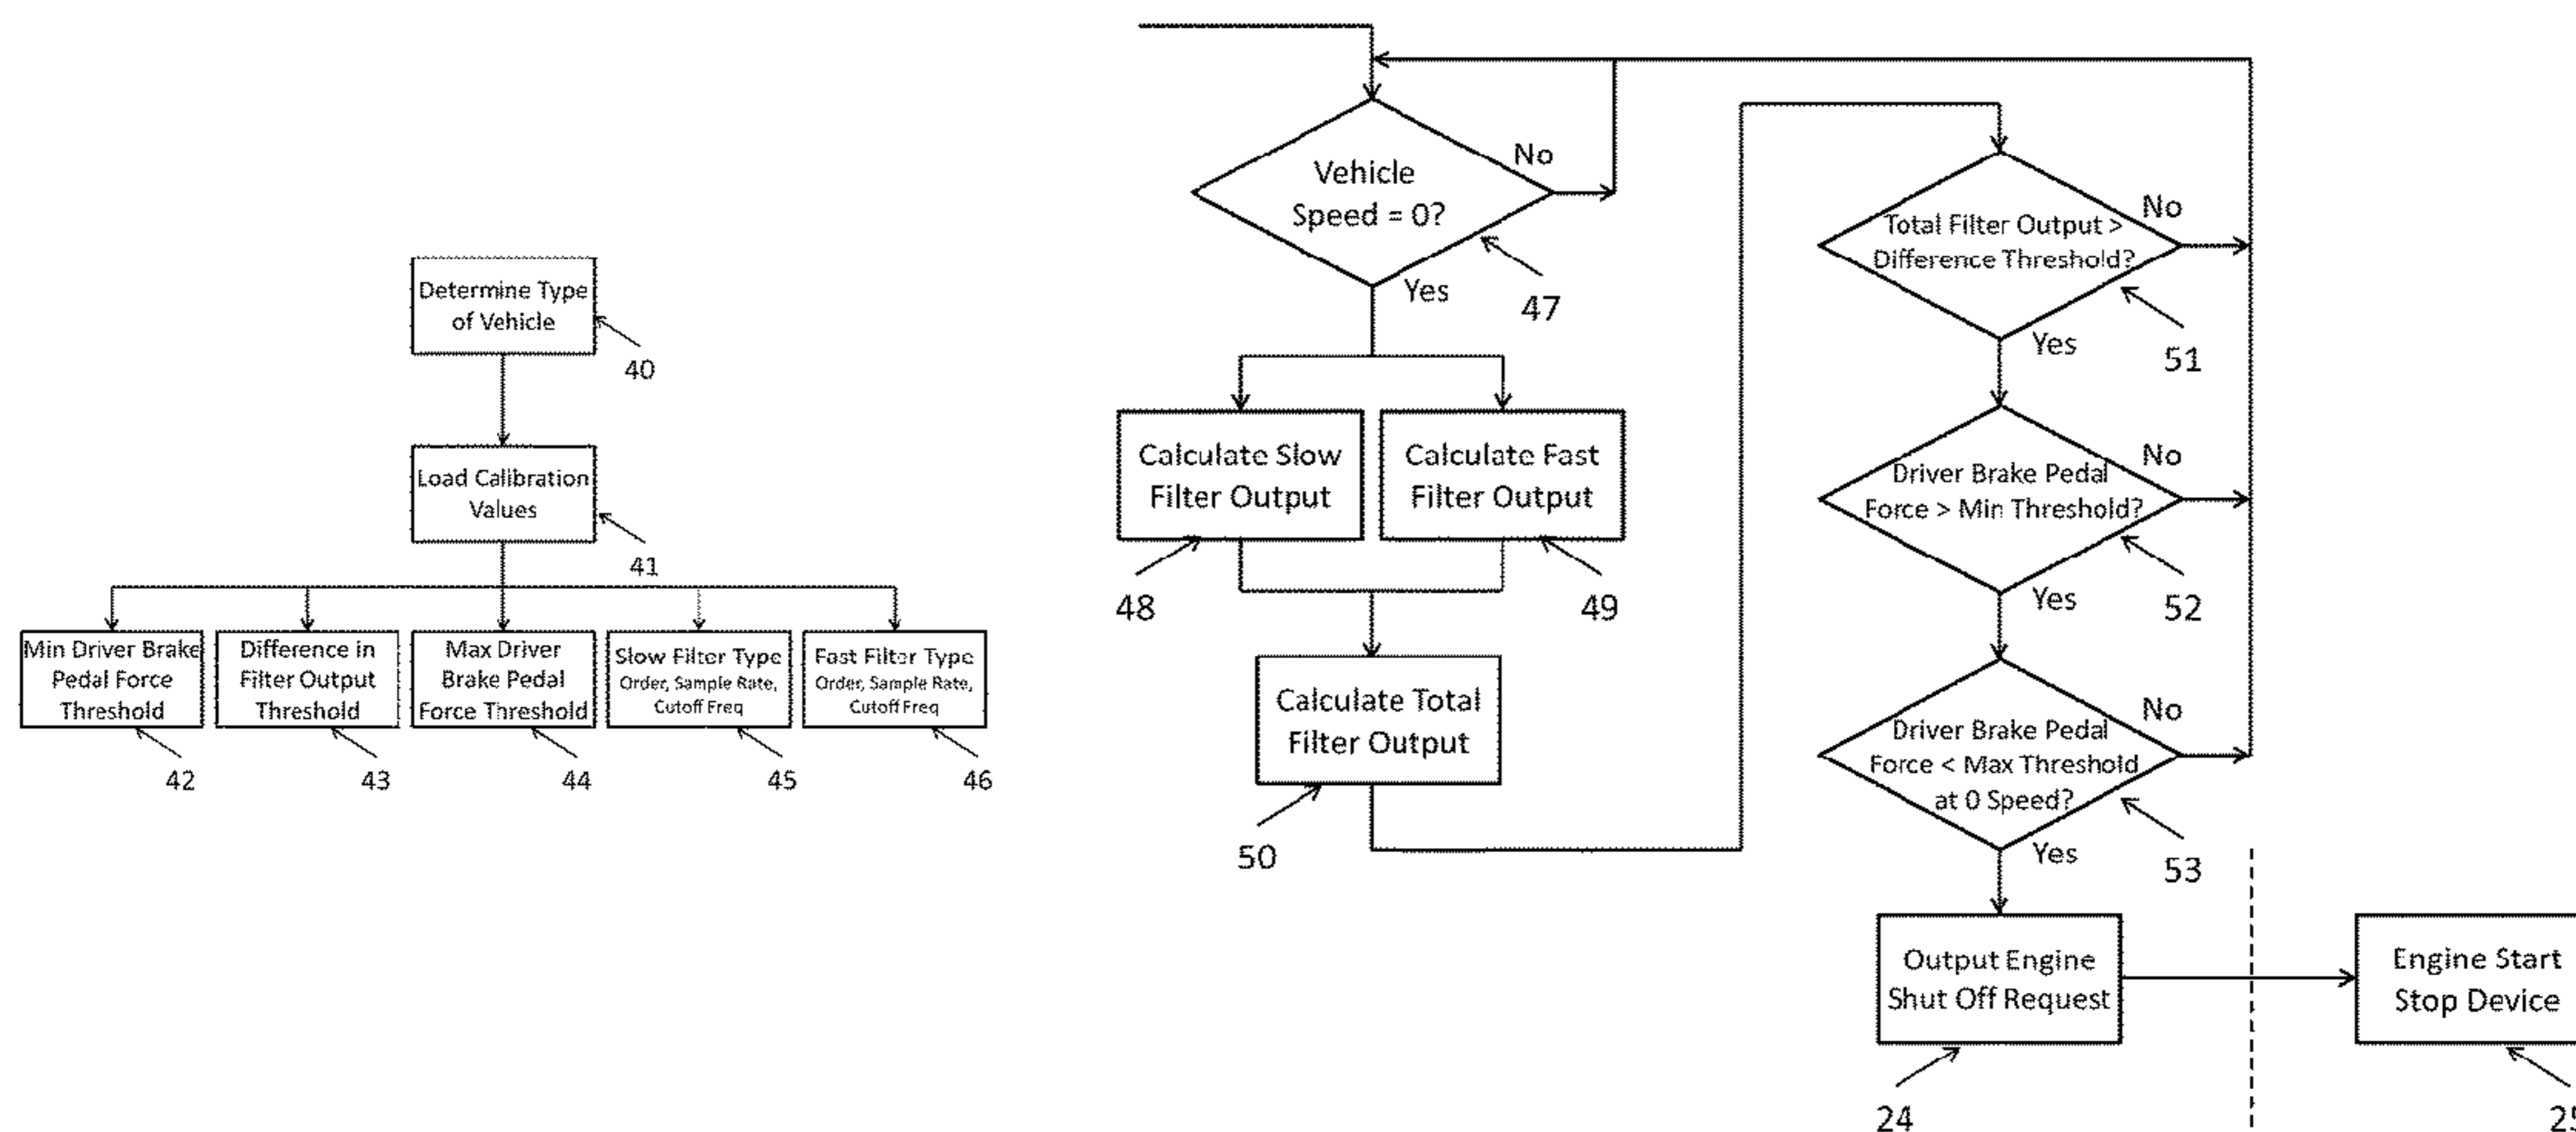 Determine Type
of Vehicle
40
Load Calibration
Values
41
Min Driver Brake
Pedal Force
Threshold
42
Difference in
Filter Output
Threshold
43
Max Driver
Brake Pedal
Force Threshold
44
Slow Filter Type
Order, Sample Rate,
Cutoff Freq
45
Fast Filter Type
Order, Sample Rate,
Cutoff Freq
46
Vehicle
Speed = 0?
No
Yes
47
Calculate Slow
Filter Output
48
Calculate Fast
Filter Output
49
Calculate Total
Filter Output
50
Total Filter Output >
Difference Threshold?
No
Yes
51
Driver Brake Pedal
Force > Min Threshold?
No
Yes
52
Driver Brake Pedal
Force < Max Threshold
at 0 Speed?
No
Yes
53
Output Engine
Shut Off Request
24
Engine Start
Stop Device
25